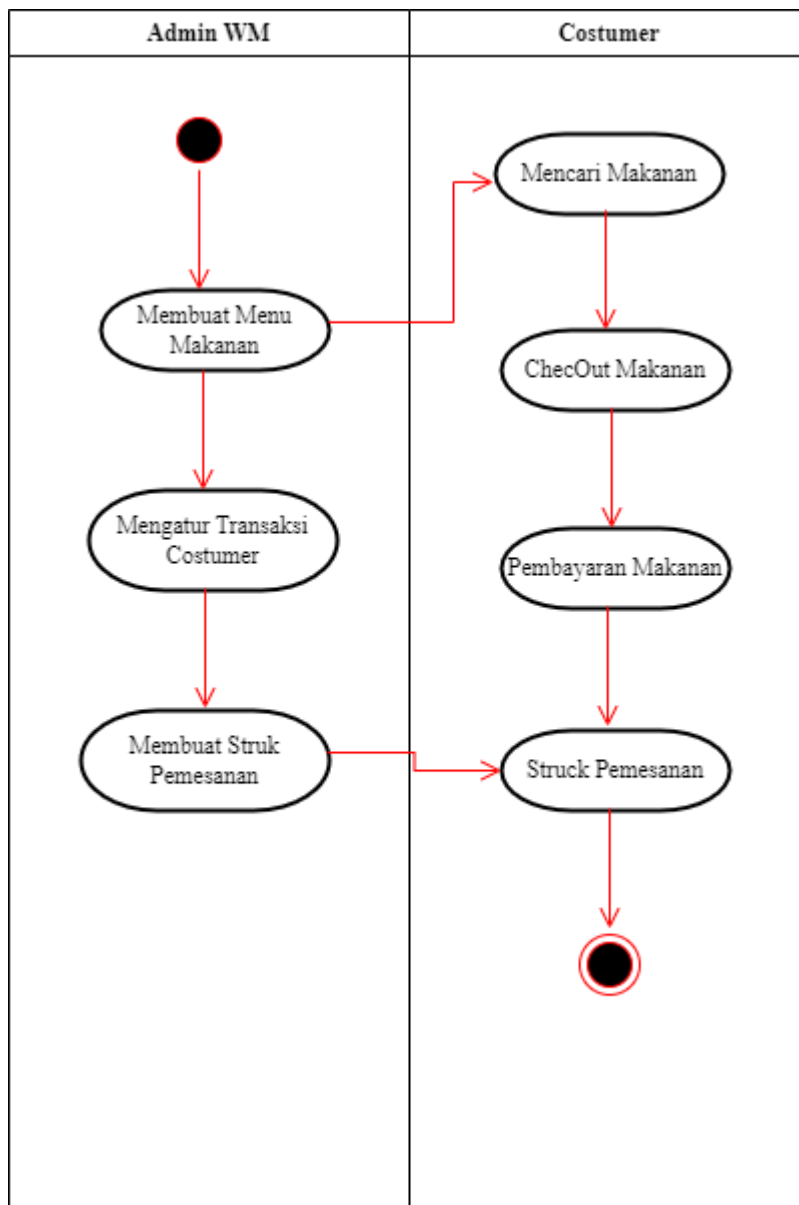 Admin WM
Costumer
Mencari Makanan
Membuat Menu
Makanan
ChecOut Makanan
Mengatur Transaksi
Costumer
Pembayaran Makanan
Membuat Struk
Pemesanan
Struck Pemesanan